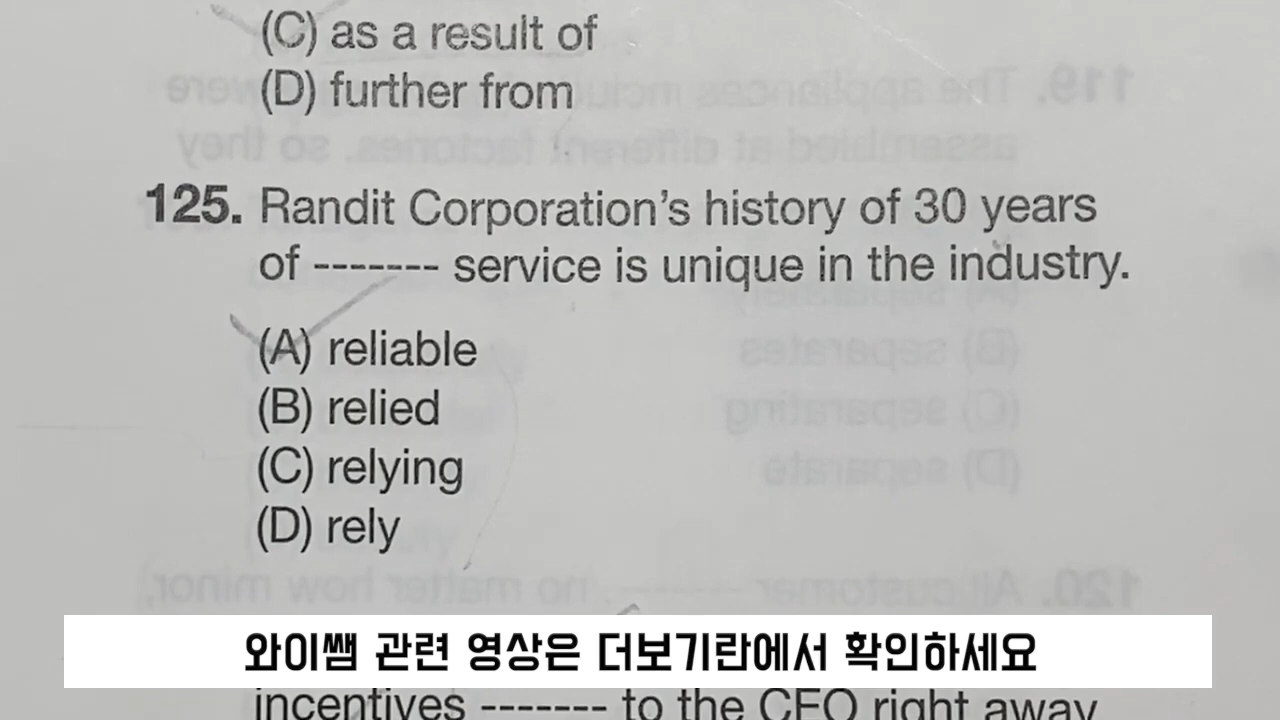 (C) as a result of
(D) further from
125. Randit Corporation's history of 30 years
of ------- service is unique in the industry.
(A) reliable
(B) relied
(C) relying
(D) rely
와이쌤 관련 영상은 더보기란에서 확인하세요
incentives ------- to the CEO right away